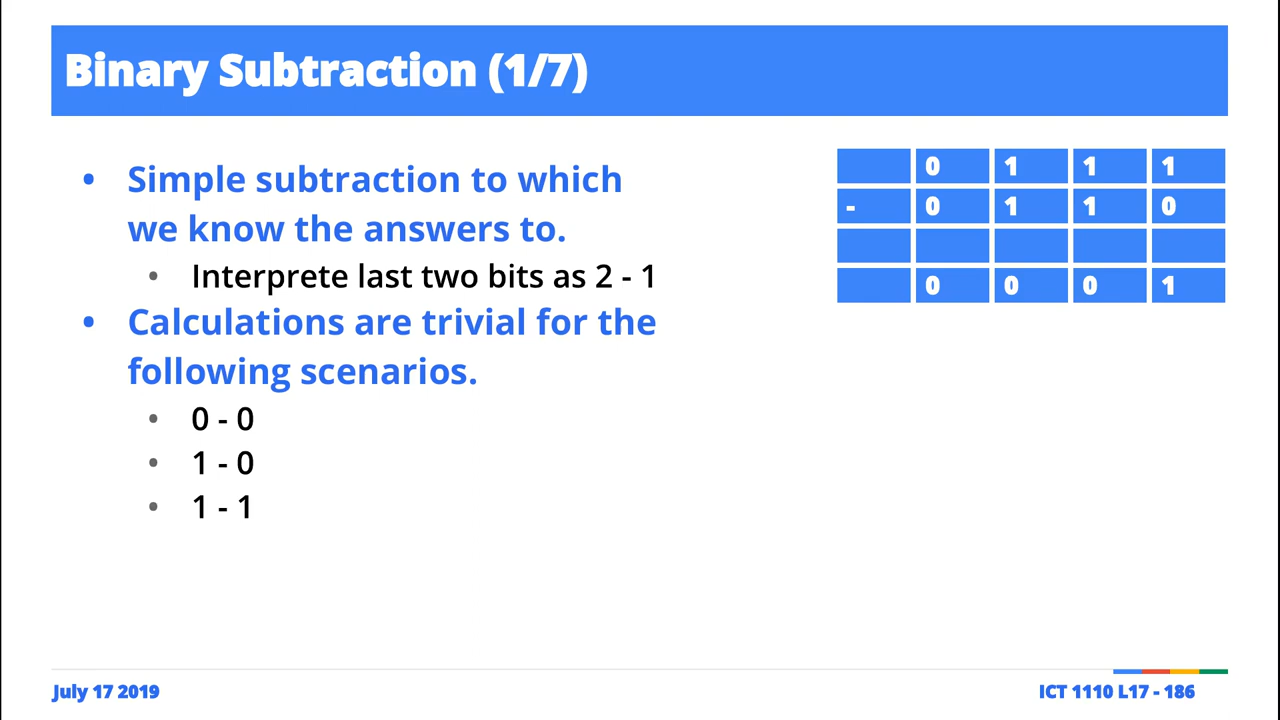 Binary Subtraction (1/7)
• Simple subtraction to which
we know the answers to.
• Interprete last two bits as 2 - 1
• Calculations are trivial for the
following scenarios.
• 0 - 0
• 1 - 0
• 1 - 1
0 1 1 1
- 0 1 1 0
0 0 0 1
July 17 2019
ICT 1110 L17 - 186